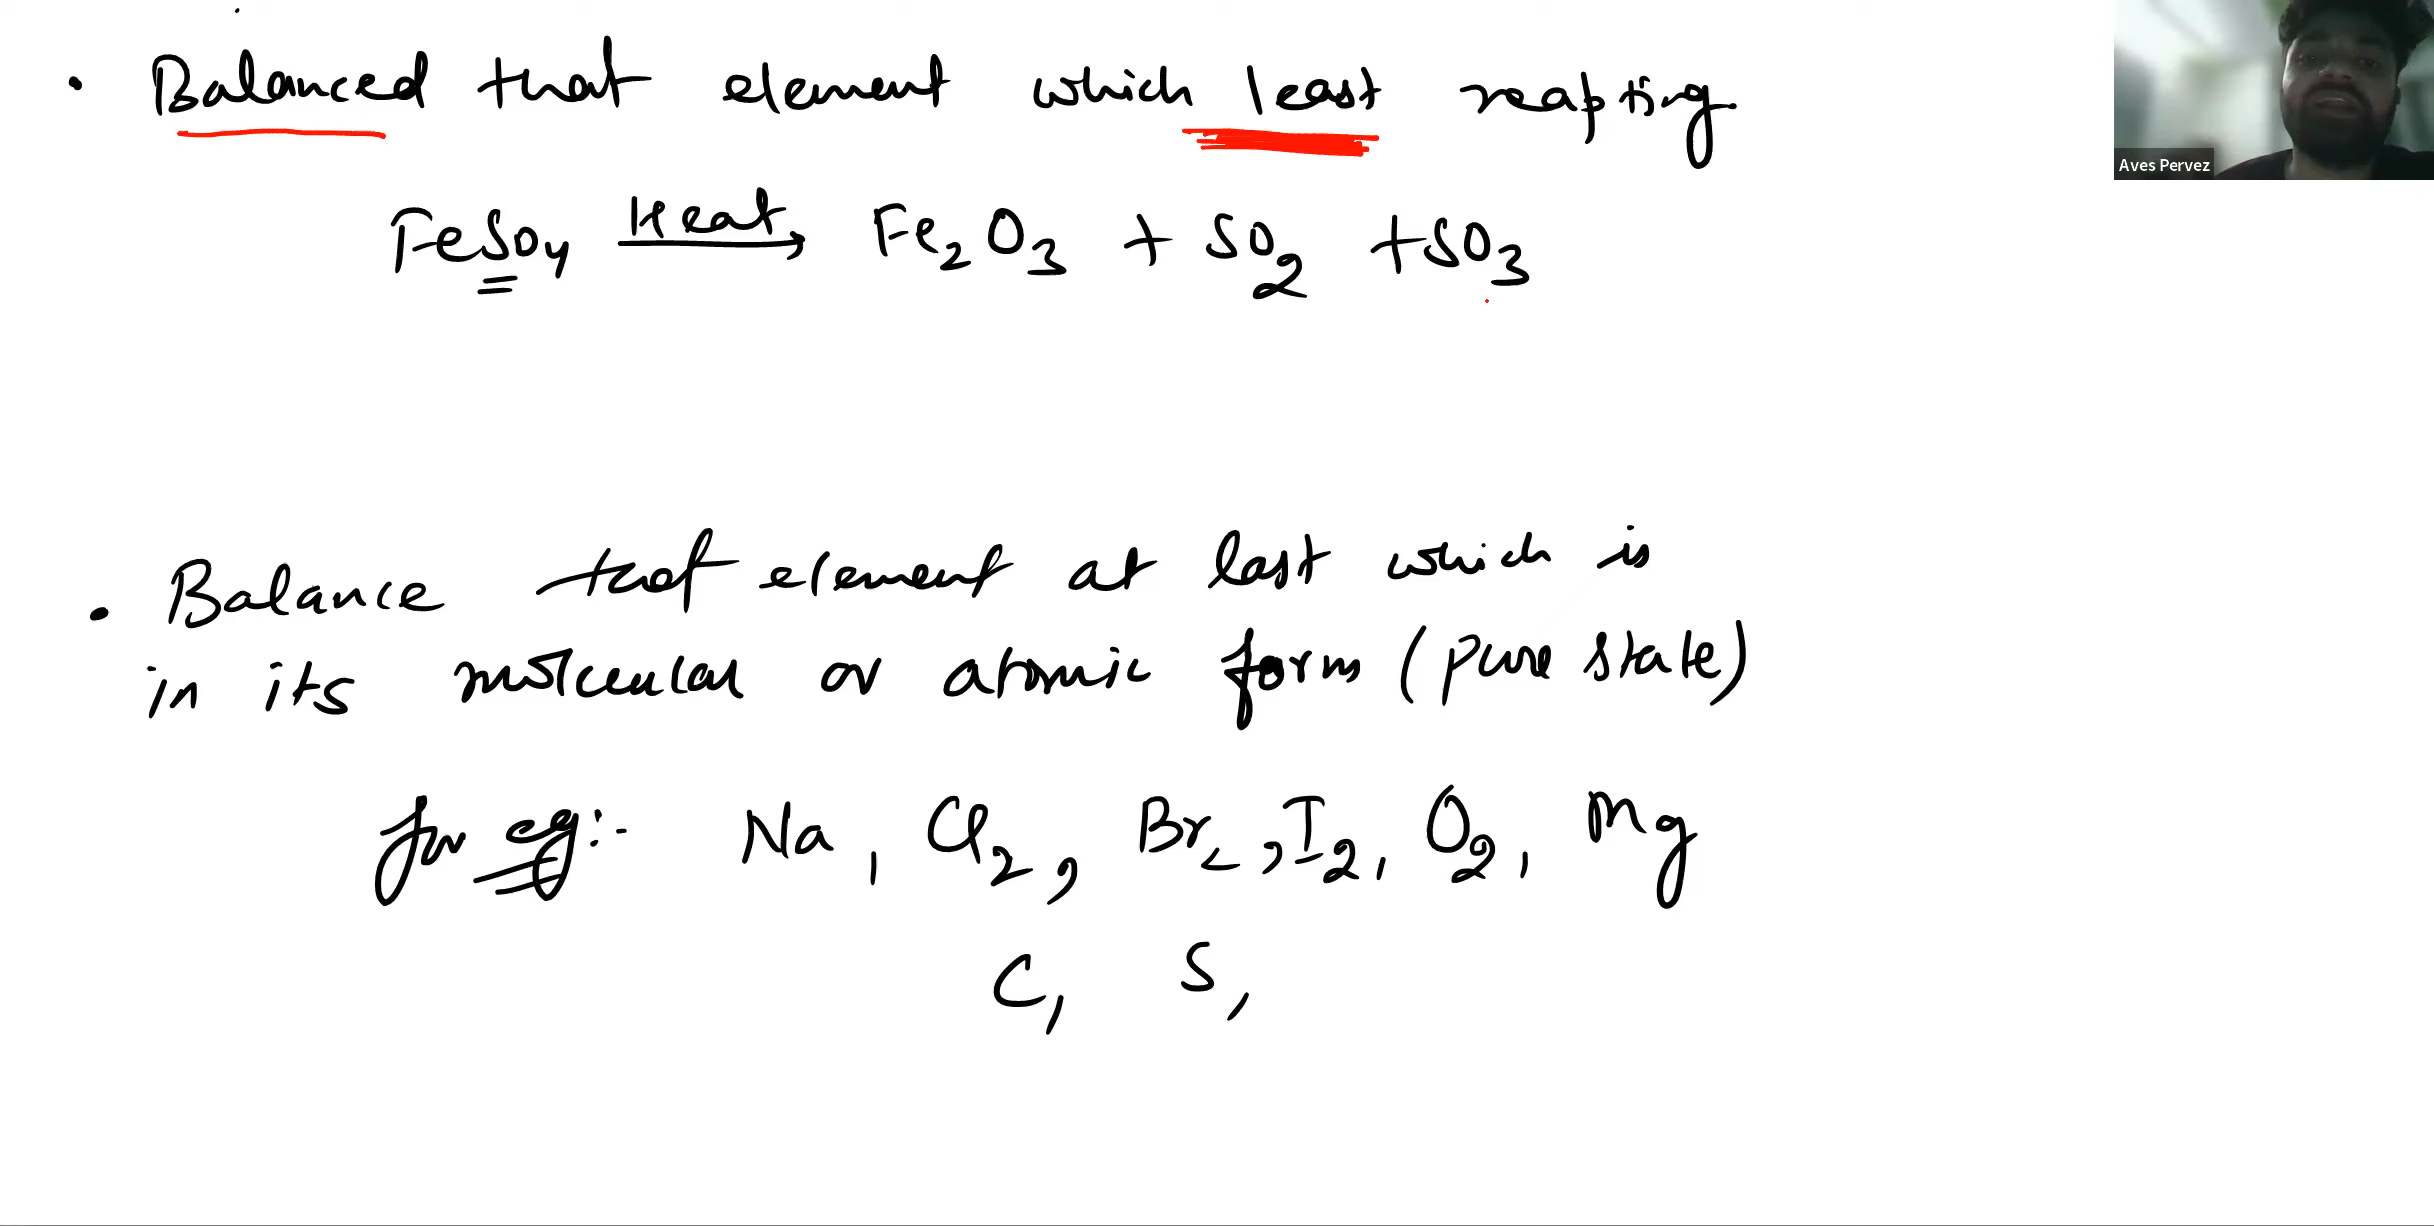 • Balanced that element which least reapting.
Aves Pervez
FeSO₄ Heat→ Fe₂O₃ + SO₂ + SO₃
• Balance that element at last which is
in its molecular or atomic form (pure state)
for eg:- Na, Cl₂, Br₂, I₂, O₂, Mg
C, S,